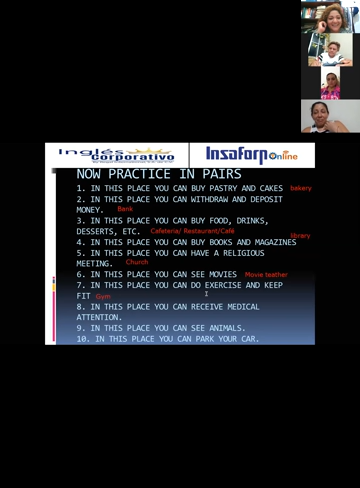 Inglés Corporativo
Insaforp Online
NOW PRACTICE IN PAIRS
1. IN THIS PLACE YOU CAN BUY PASTRY AND CAKES bakery
2. IN THIS PLACE YOU CAN WITHDRAW AND DEPOSIT
MONEY. Bank
3. IN THIS PLACE YOU CAN BUY FOOD, DRINKS,
DESSERTS, ETC. Cafeteria/ Restaurant/Café
4. IN THIS PLACE YOU CAN BUY BOOKS AND MAGAZINES library
5. IN THIS PLACE YOU CAN HAVE A RELIGIOUS
MEETING. Church
6. IN THIS PLACE YOU CAN SEE MOVIES Movie teather
7. IN THIS PLACE YOU CAN DO EXERCISE AND KEEP
FIT Gym
8. IN THIS PLACE YOU CAN RECEIVE MEDICAL
ATTENTION.
9. IN THIS PLACE YOU CAN SEE ANIMALS.
10. IN THIS PLACE YOU CAN PARK YOUR CAR.